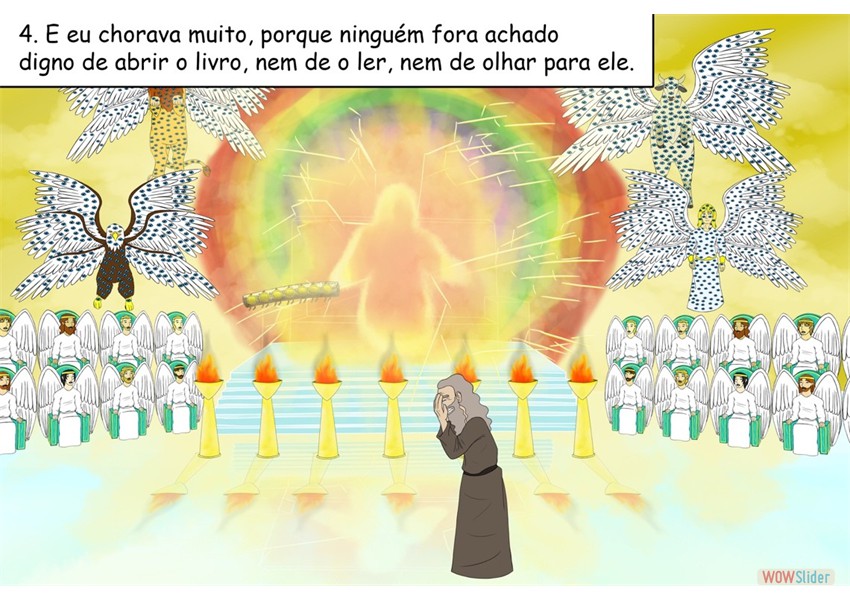 4. E eu chorava muito, porque ninguém fora achado
digno de abrir o livro, nem de o ler, nem de olhar para ele.
WOWSlider